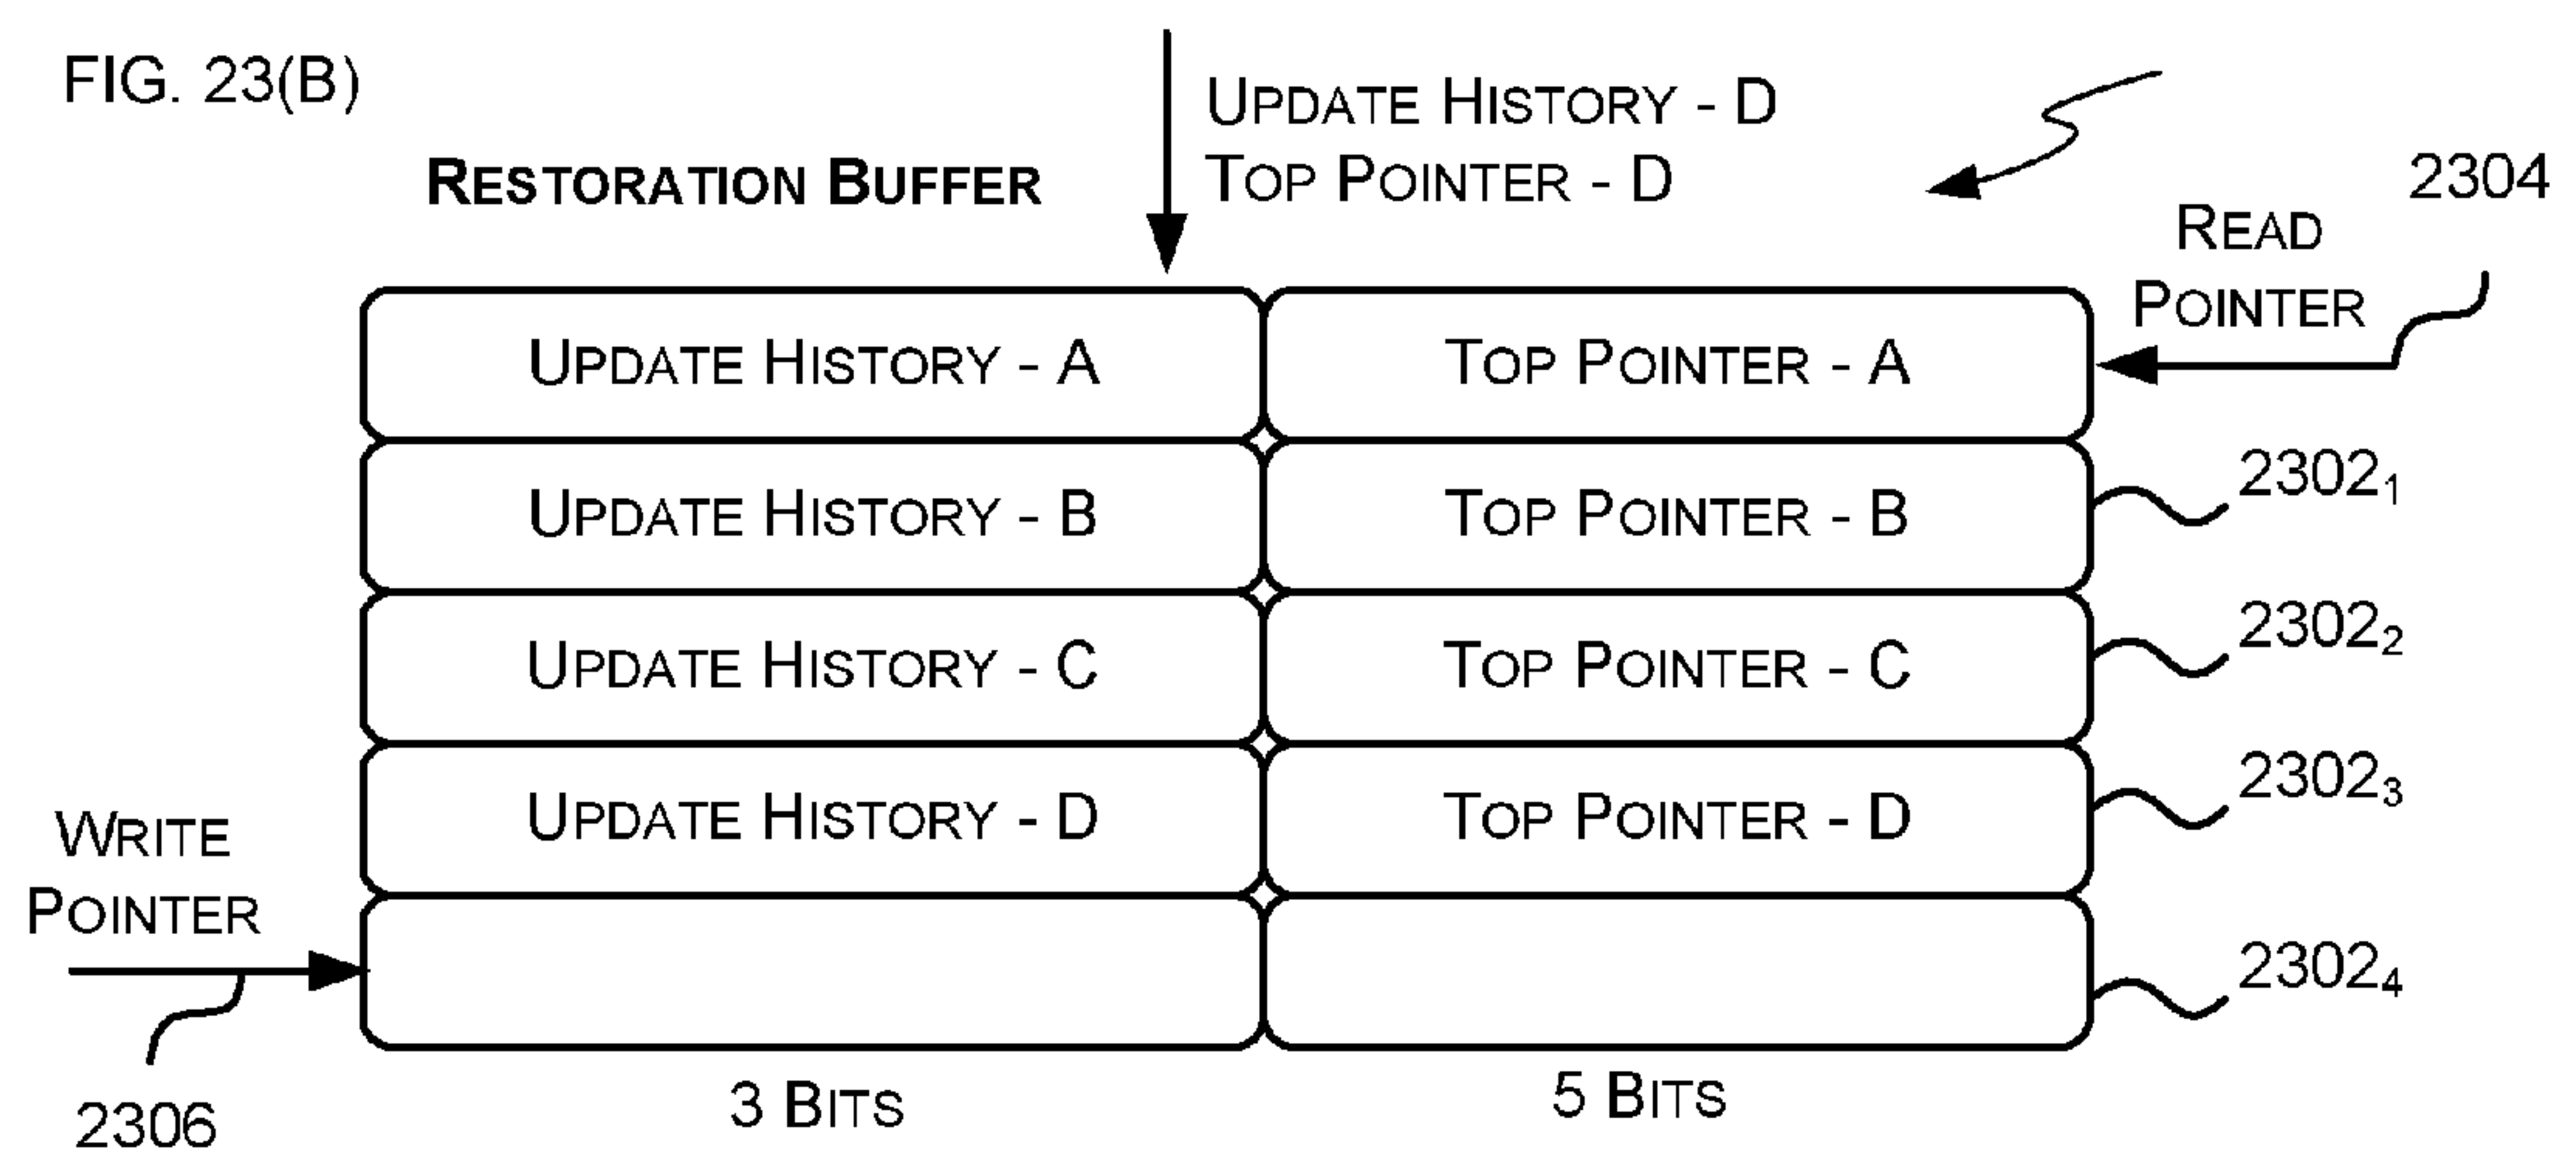 FIG. 23(B)
UPDATE HISTORY - D
TOP POINTER - D
RESTORATION BUFFER
2304
READ
POINTER
UPDATE HISTORY - A TOP POINTER - A
UPDATE HISTORY - B TOP POINTER - B 2302₁
UPDATE HISTORY - C TOP POINTER - C 2302₂
UPDATE HISTORY - D TOP POINTER - D 2302₃
WRITE
POINTER
2302₄
3 BITS 5 BITS
2306